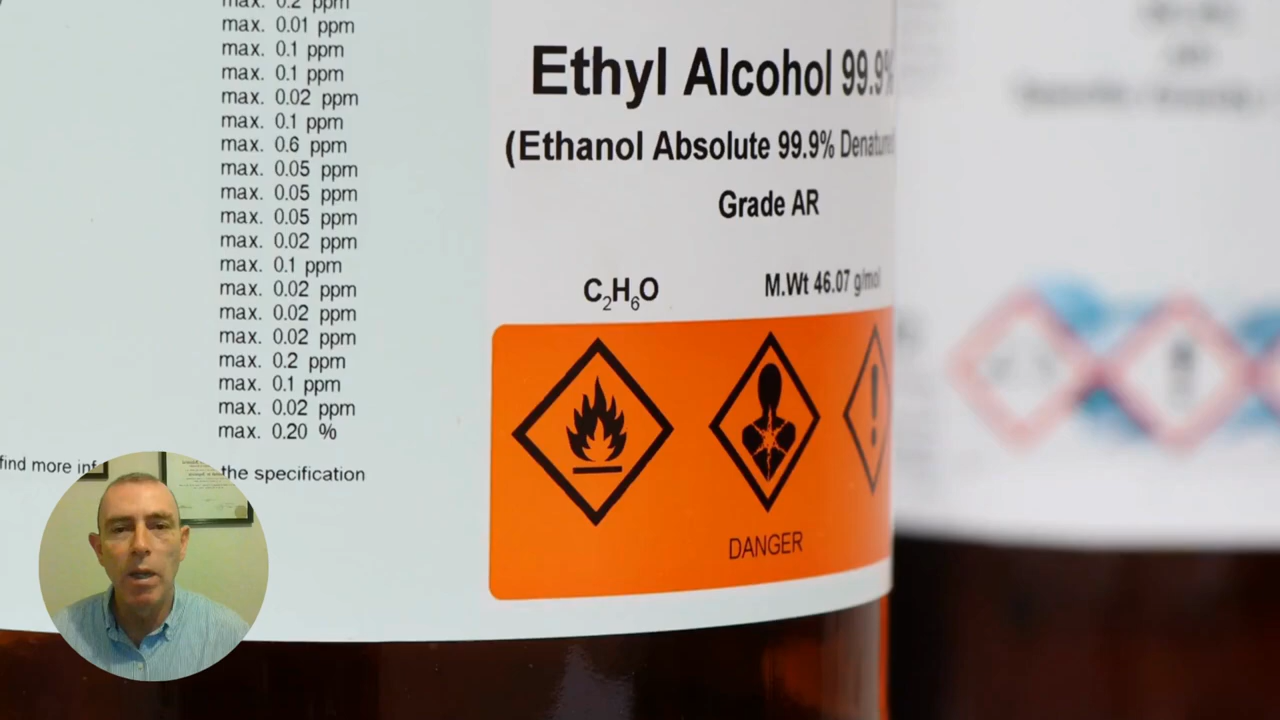 max. 0.2 ppm
max. 0.01 ppm
max. 0.1 ppm
max. 0.1 ppm
max. 0.02 ppm
max. 0.1 ppm
max. 0.6 ppm
max. 0.05 ppm
max. 0.05 ppm
max. 0.05 ppm
max. 0.02 ppm
max. 0.1 ppm
max. 0.02 ppm
max. 0.02 ppm
max. 0.02 ppm
max. 0.2 ppm
max. 0.1 ppm
max. 0.02 ppm
max. 0.20 %
find more
the specification
Ethyl Alcohol 99.9%
(Ethanol Absolute 99.9%
Grade AR
C₂H₆O
M.Wt 46.07 g/mol
DANGER